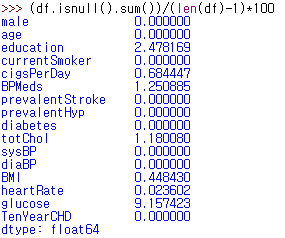 >>> (df.isnull().sum())/(len(df)-1)*100
male 0.000000
age 0.000000
education 2.478169
currentSmoker 0.000000
cigsPerDay 0.684447
BPMeds 1.250885
prevalentStroke 0.000000
prevalentHyp 0.000000
diabetes 0.000000
totChol 1.180080
sysBP 0.000000
diaBP 0.000000
BMI 0.448430
heartRate 0.023602
glucose 9.157423
TenYearCHD 0.000000
dtype: float64